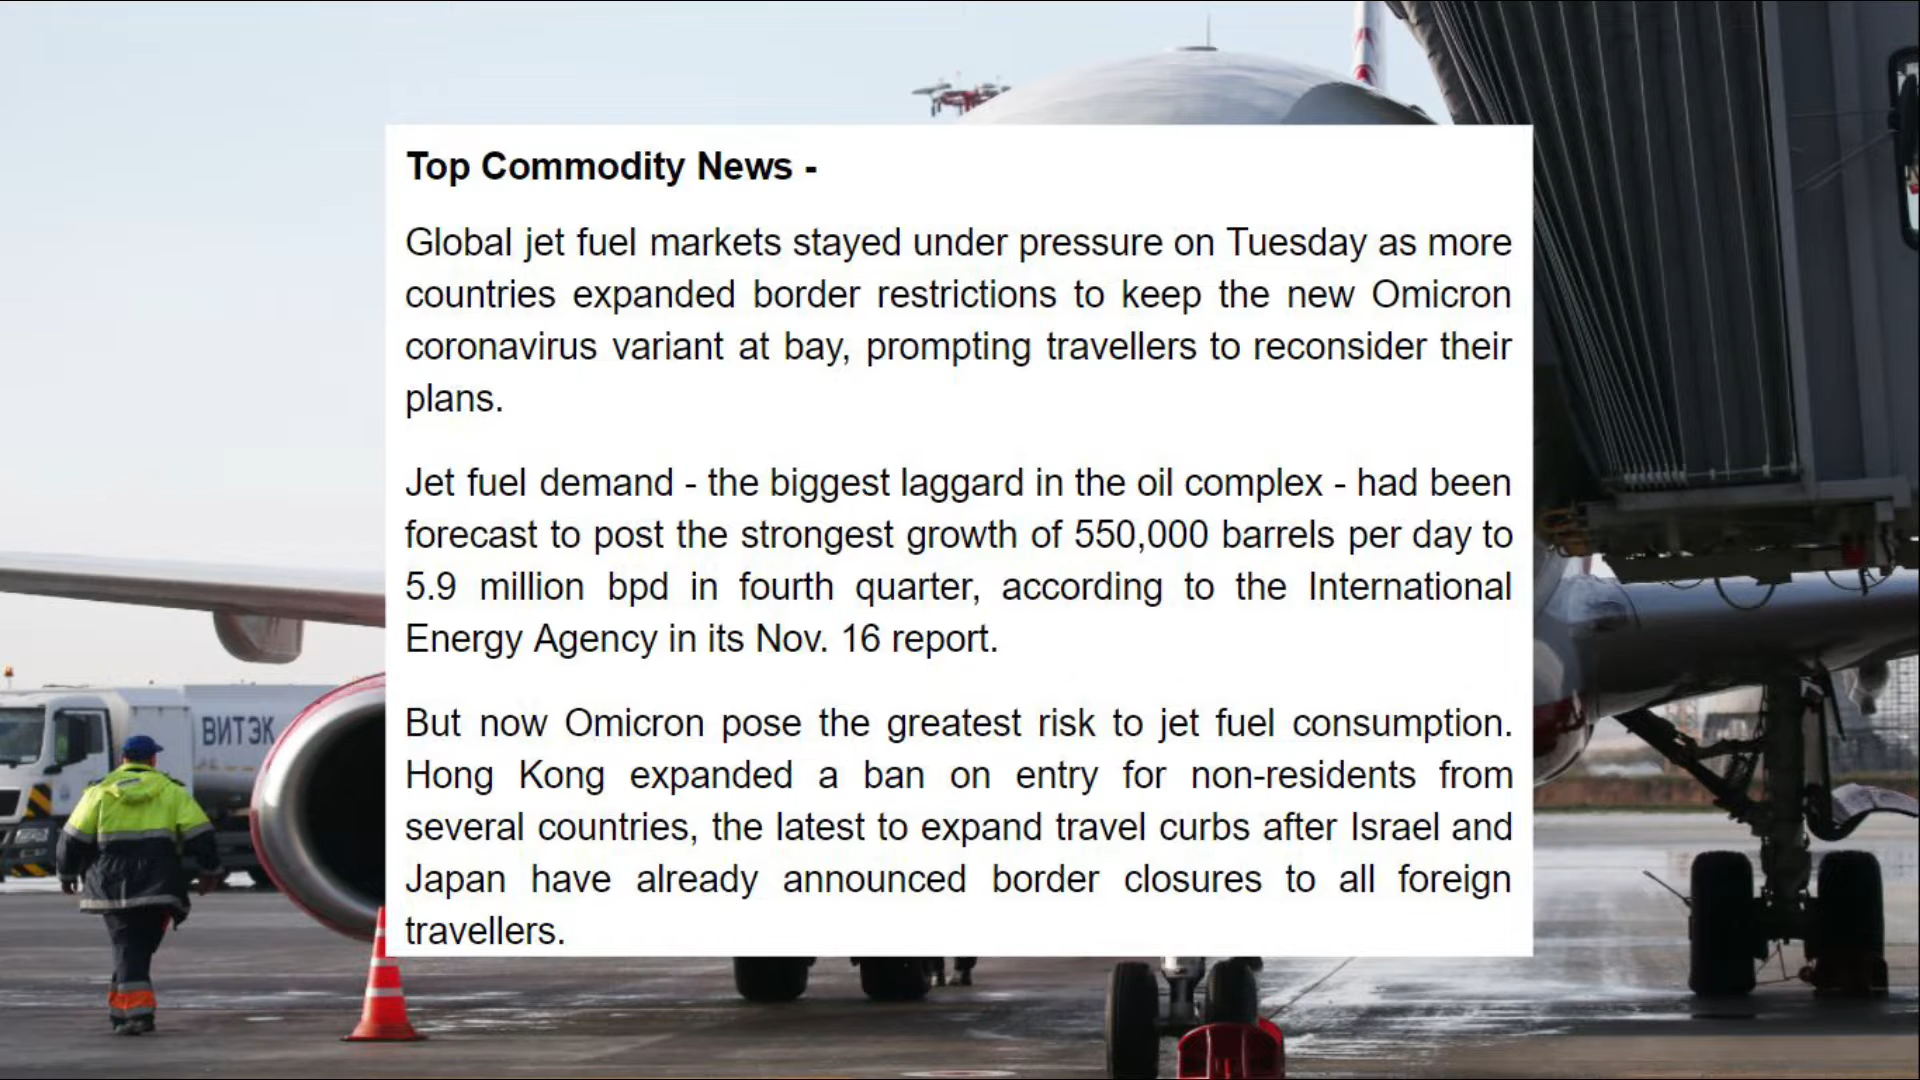 Top Commodity News -
Global jet fuel markets stayed under pressure on Tuesday as more
countries expanded border restrictions to keep the new Omicron
coronavirus variant at bay, prompting travellers to reconsider their
plans.
Jet fuel demand - the biggest laggard in the oil complex - had been
forecast to post the strongest growth of 550,000 barrels per day to
5.9 million bpd in fourth quarter, according to the International
Energy Agency in its Nov. 16 report.
But now Omicron pose the greatest risk to jet fuel consumption.
Hong Kong expanded a ban on entry for non-residents from
several countries, the latest to expand travel curbs after Israel and
Japan have already announced border closures to all foreign
travellers.
ВИТЭК